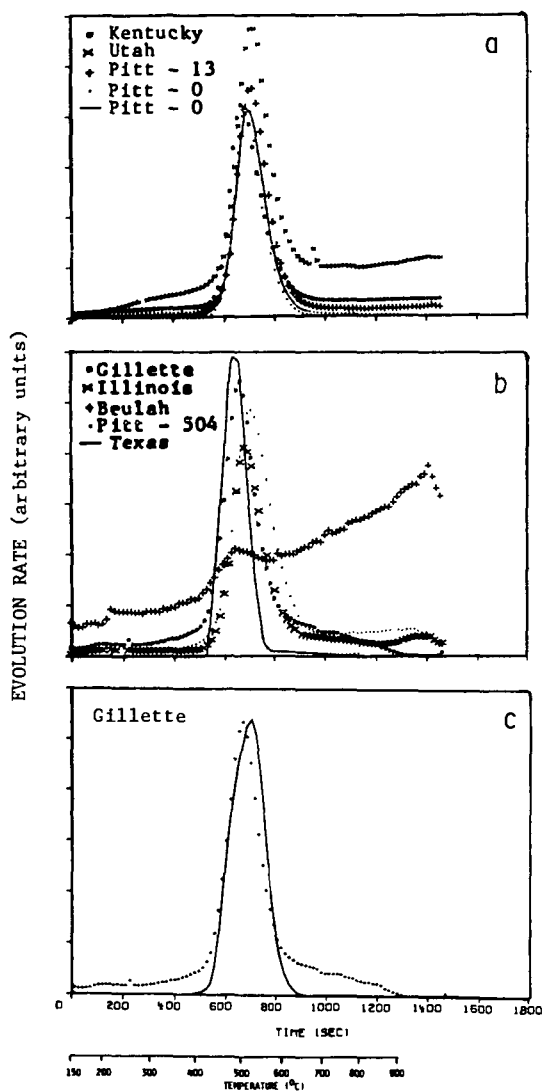 a
Kentucky
Utah
Pitt - 13
Pitt - 0
Pitt - 0
b
Gillette
Illinois
Beulah
Pitt - 504
Texas
EVOLUTION RATE (arbitrary units)
Gillette
c
0 200 400 600 800 1000 1200 1400 1600 1800
TIME (SEC)
150 200 300 400 500 600 700 800 900
TEMPERATURE (°C)